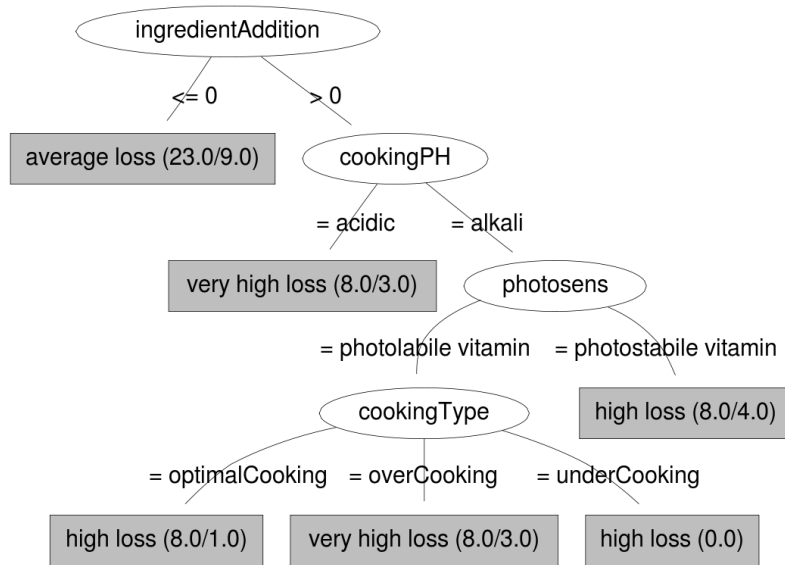 ingredientAddition
<= 0
> 0
average loss (23.0/9.0)
cookingPH
= acidic
= alkali
very high loss (8.0/3.0)
photosens
= photolabile vitamin
= photostabile vitamin
cookingType
high loss (8.0/4.0)
= optimalCooking
= overCooking
= underCooking
high loss (8.0/1.0)
very high loss (8.0/3.0)
high loss (0.0)